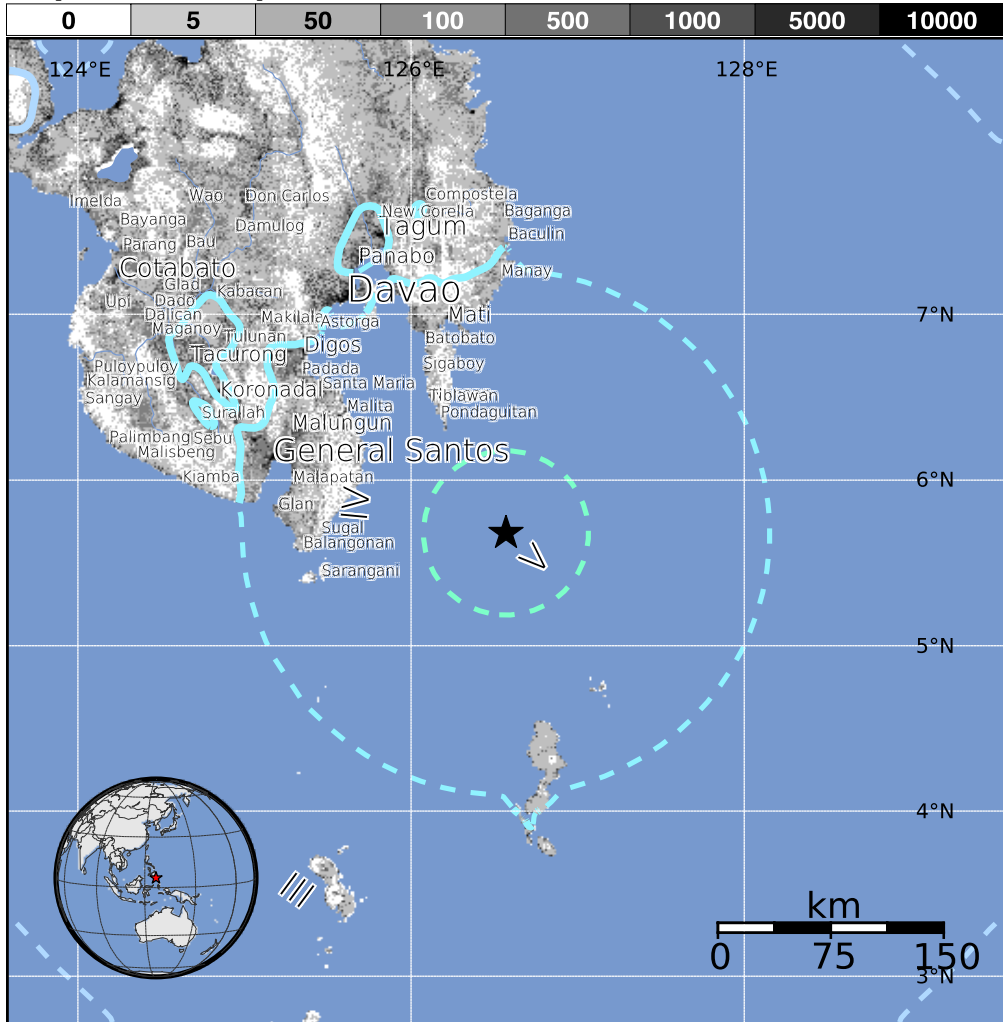 0 5 50 100 500 1000 5000 10000
124°E 126°E 128°E
Imelda
Wao
Don Carlos
Compostela
Bayanga
Damulog
New Corella
Baganga
Tagum
Parang
Bau
Baculin
Cotabato
Panabo
Manay
Glad
Kabacan
Davao
Upi
Dado
Dalican
Makilala
Astorga
Mati
7°N
Maganoy
Tulunan
Digos
Batobato
Tacurong
Puloypuloy
Padada
Sigaboy
Kalamansig
Koronadal
Santa Maria
Sangay
Tiblawan
Surallah
Malita
Pondaguitan
Malungun
Palimbang
Sebu
Malisbeng
General Santos
Kiamba
Malapatan
6°N
Glan
IV
Sugal
Balangonan
V
Sarangani
5°N
4°N
III
km
0 75 150
3°N